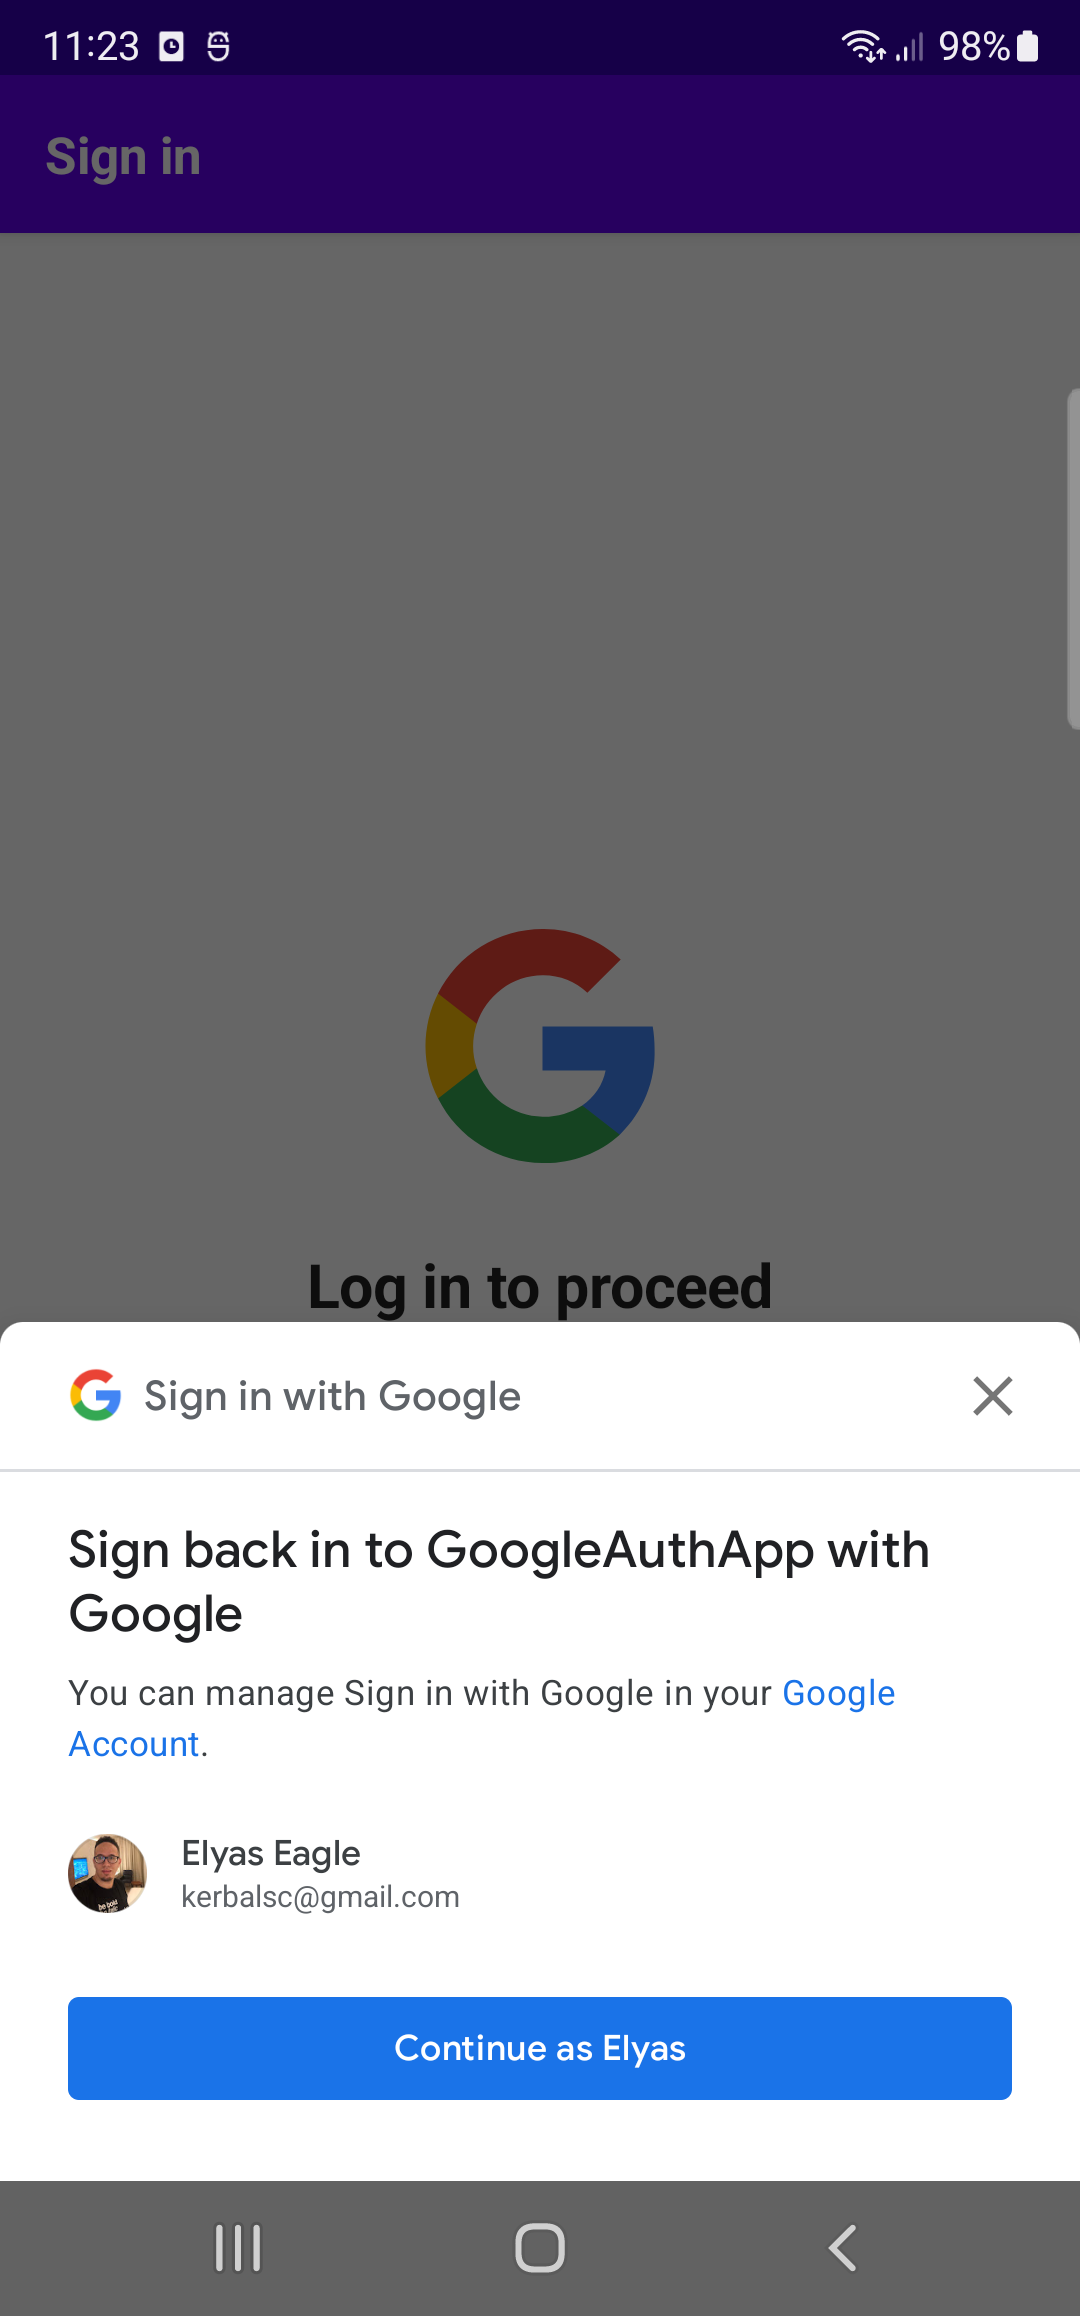 11:23 98%
Sign in
Log in to proceed
Sign in with Google
Sign back in to GoogleAuthApp with
Google
You can manage Sign in with Google in your Google
Account.
Elyas Eagle
kerbalsc@gmail.com
Continue as Elyas